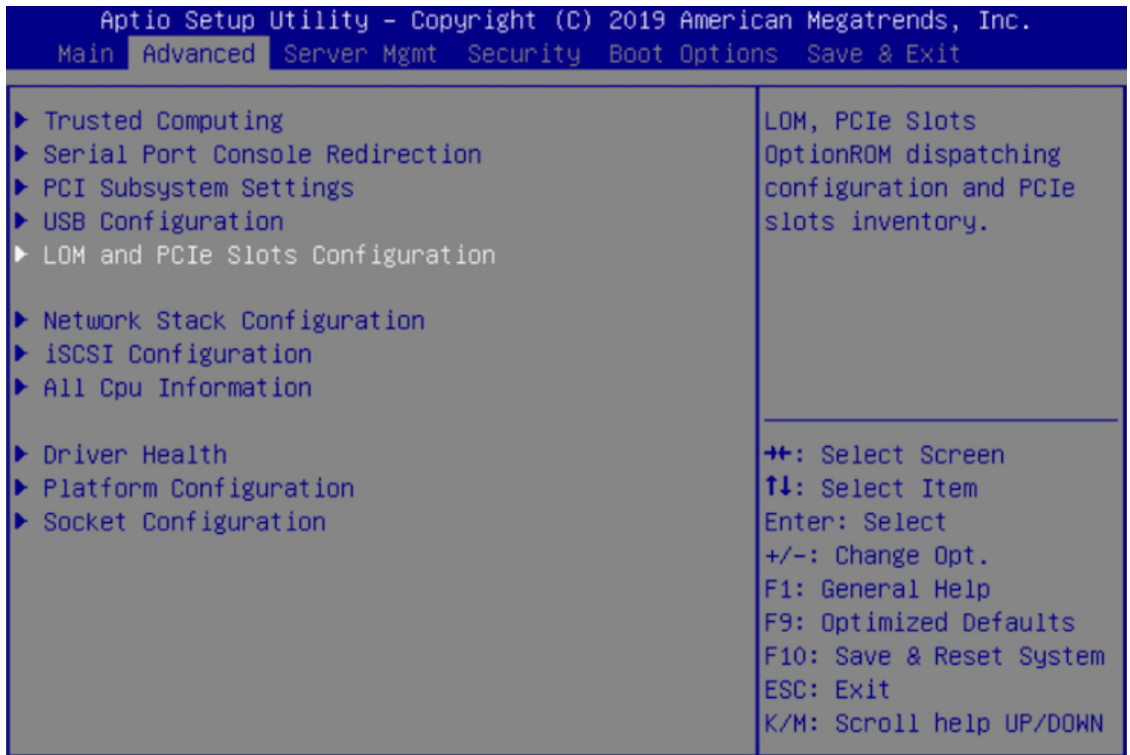 Aptio Setup Utility – Copyright (C) 2019 American Megatrends, Inc.
Main Advanced Server Mgmt Security Boot Options Save & Exit
▶ Trusted Computing
▶ Serial Port Console Redirection
▶ PCI Subsystem Settings
▶ USB Configuration
▶ LOM and PCIe Slots Configuration
▶ Network Stack Configuration
▶ iSCSI Configuration
▶ All Cpu Information
▶ Driver Health
▶ Platform Configuration
▶ Socket Configuration
LOM, PCIe Slots
OptionROM dispatching
configuration and PCIe
slots inventory.
→←: Select Screen
↑↓: Select Item
Enter: Select
+/-: Change Opt.
F1: General Help
F9: Optimized Defaults
F10: Save & Reset System
ESC: Exit
K/M: Scroll help UP/DOWN